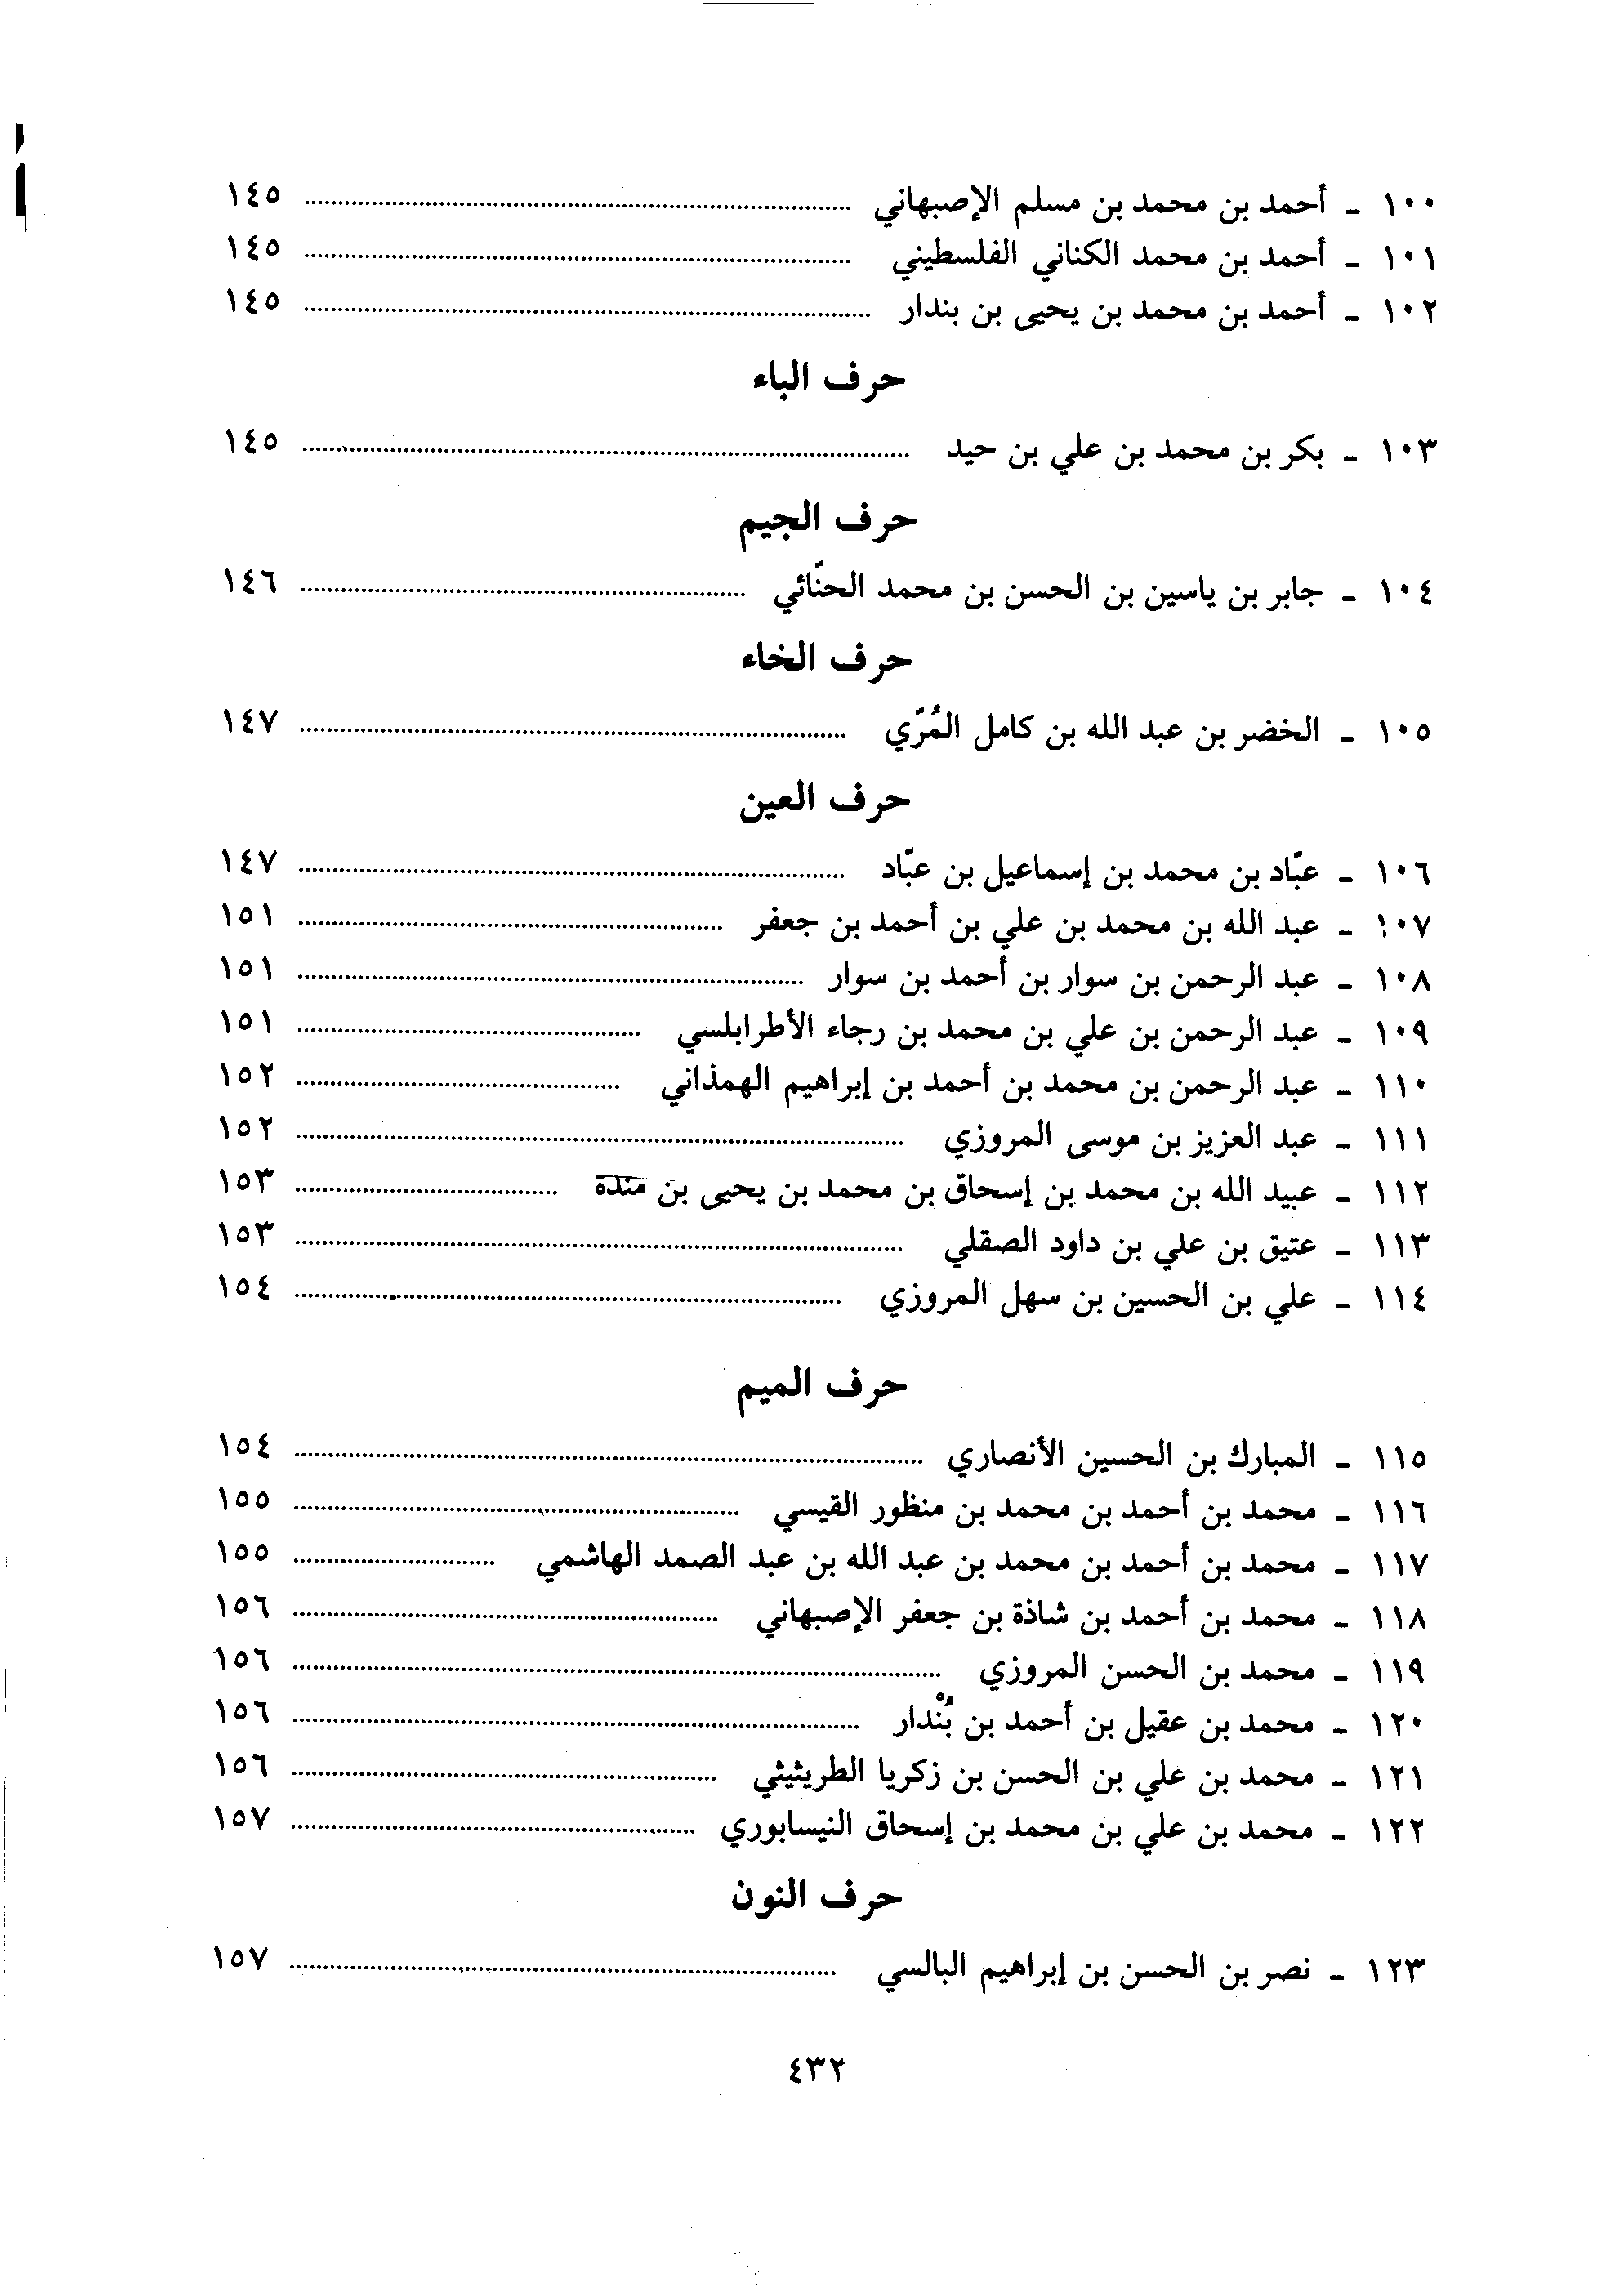 ١٠٠ ـ أحمد بن محمد بن مسلم الإصبهاني ........ ١٤٥
١٠١ ـ أحمد بن محمد الكناني الفلسطيني ........ ١٤٥
١٠٢ ـ أحمد بن محمد بن يحيى بن بندار ........ ١٤٥
حرف الباء
١٠٣ ـ بكر بن محمد بن علي بن حيد ........ ١٤٥
حرف الجيم
١٠٤ ـ جابر بن ياسين بن الحسن بن محمد الحنّائي ........ ١٤٦
حرف الخاء
١٠٥ ـ الخضر بن عبد الله بن كامل المُرّي ........ ١٤٧
حرف العين
١٠٦ ـ عبّاد بن محمد بن إسماعيل بن عبّاد ........ ١٤٧
١٠٧ ـ عبد الله بن محمد بن علي بن أحمد بن جعفر ........ ١٥١
١٠٨ ـ عبد الرحمن بن سوار بن أحمد بن سوار ........ ١٥١
١٠٩ ـ عبد الرحمن بن علي بن محمد بن رجاء الأطرابلسي ........ ١٥١
١١٠ ـ عبد الرحمن بن محمد بن أحمد بن إبراهيم الهمذاني ........ ١٥٢
١١١ ـ عبد العزيز بن موسى المروزي ........ ١٥٢
١١٢ ـ عبيد الله بن محمد بن إسحاق بن محمد بن يحيى بن مندة ........ ١٥٣
١١٣ ـ عتيق بن علي بن داود الصقلي ........ ١٥٣
١١٤ ـ علي بن الحسين بن سهل المروزي ........ ١٥٤
حرف الميم
١١٥ ـ المبارك بن الحسين الأنصاري ........ ١٥٤
١١٦ ـ محمد بن أحمد بن محمد بن منظور القيسي ........ ١٥٥
١١٧ ـ محمد بن أحمد بن محمد بن عبد الله بن عبد الصمد الهاشمي ........ ١٥٥
١١٨ ـ محمد بن أحمد بن شاذة بن جعفر الإصبهاني ........ ١٥٦
١١٩ ـ محمد بن الحسن المروزي ........ ١٥٦
١٢٠ ـ محمد بن عقيل بن أحمد بن بُنْدار ........ ١٥٦
١٢١ ـ محمد بن علي بن الحسن بن زكريا الطريثيثي ........ ١٥٦
١٢٢ ـ محمد بن علي بن محمد بن إسحاق النيسابوري ........ ١٥٧
حرف النون
١٢٣ ـ نصر بن الحسن بن إبراهيم البالسي ........ ١٥٧
٤٣٢